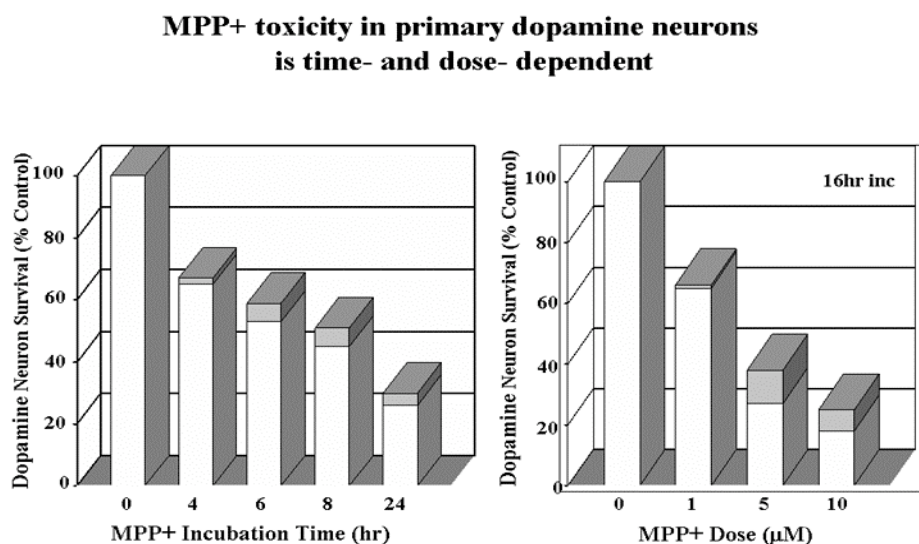 MPP+ toxicity in primary dopamine neurons
is time- and dose- dependent
Dopamine Neuron Survival (% Control)
100
80
60
40
20
0
0 4 6 8 24
MPP+ Incubation Time (hr)
Dopamine Neuron Survival (% Control)
16hr inc
100
80
60
40
20
0
0 1 5 10
MPP+ Dose (μM)